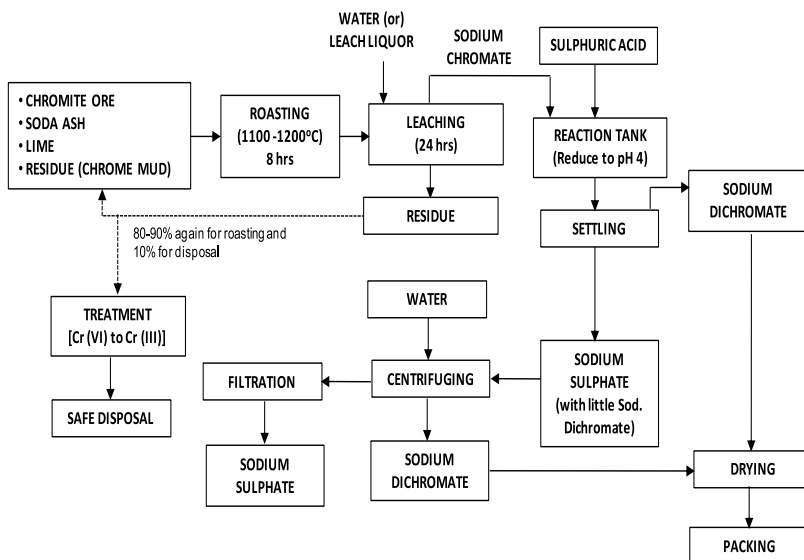 WATER (or)
LEACH LIQUOR
SODIUM
CHROMATE
SULPHURIC ACID
• CHROMITE ORE
• SODA ASH
• LIME
• RESIDUE (CHROME MUD)
ROASTING
(1100 -1200°C)
8 hrs
LEACHING
(24 hrs)
REACTION TANK
(Reduce to pH 4)
SODIUM
DICHROMATE
RESIDUE
SETTLING
80-90% again for roasting and
10% for disposal
TREATMENT
[Cr (VI) to Cr (III)]
WATER
SAFE DISPOSAL
FILTRATION
CENTRIFUGING
SODIUM
SULPHATE
(with little Sod.
Dichromate)
SODIUM
SULPHATE
SODIUM
DICHROMATE
DRYING
PACKING